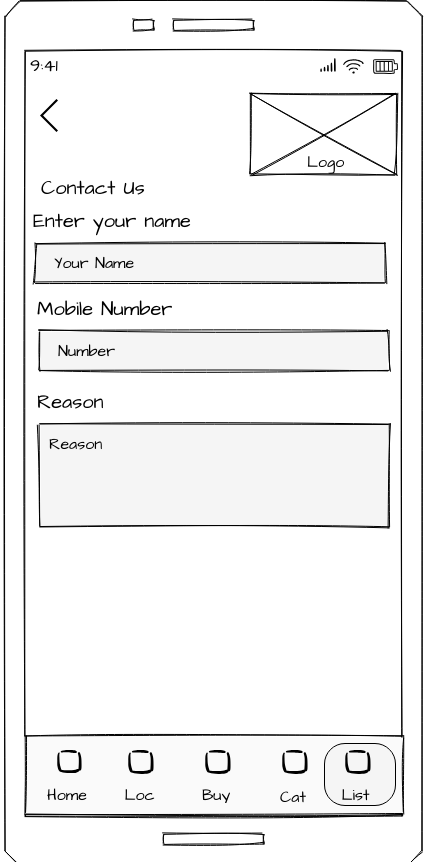 9:41
Logo
Contact Us
Enter your name
Your Name
Mobile Number
Number
Reason
Reason
Home Loc Buy Cat List